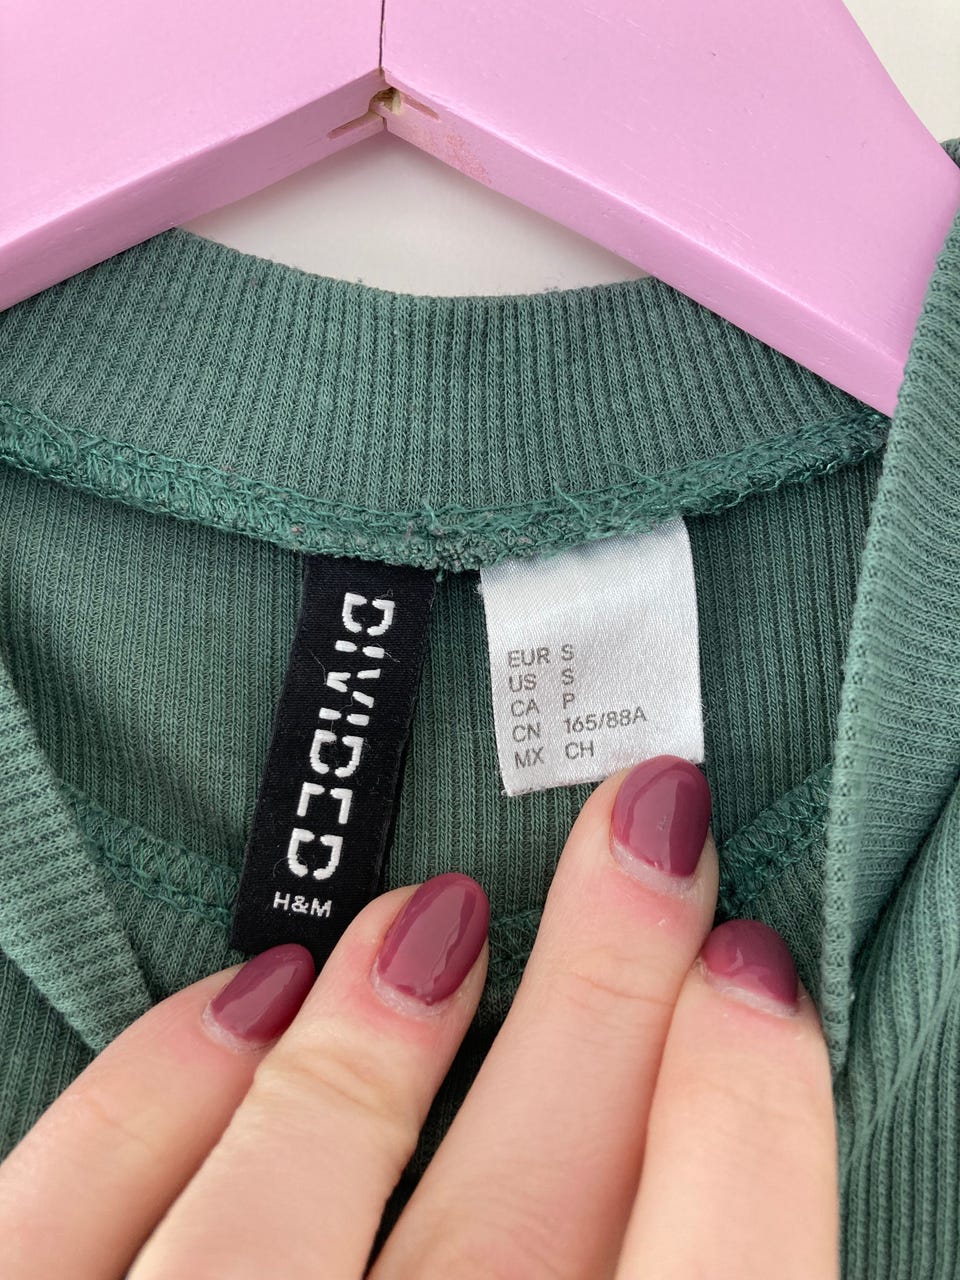 DIVIDED
H&M
EUR S
US S
CA P
CN 165/88A
MX CH